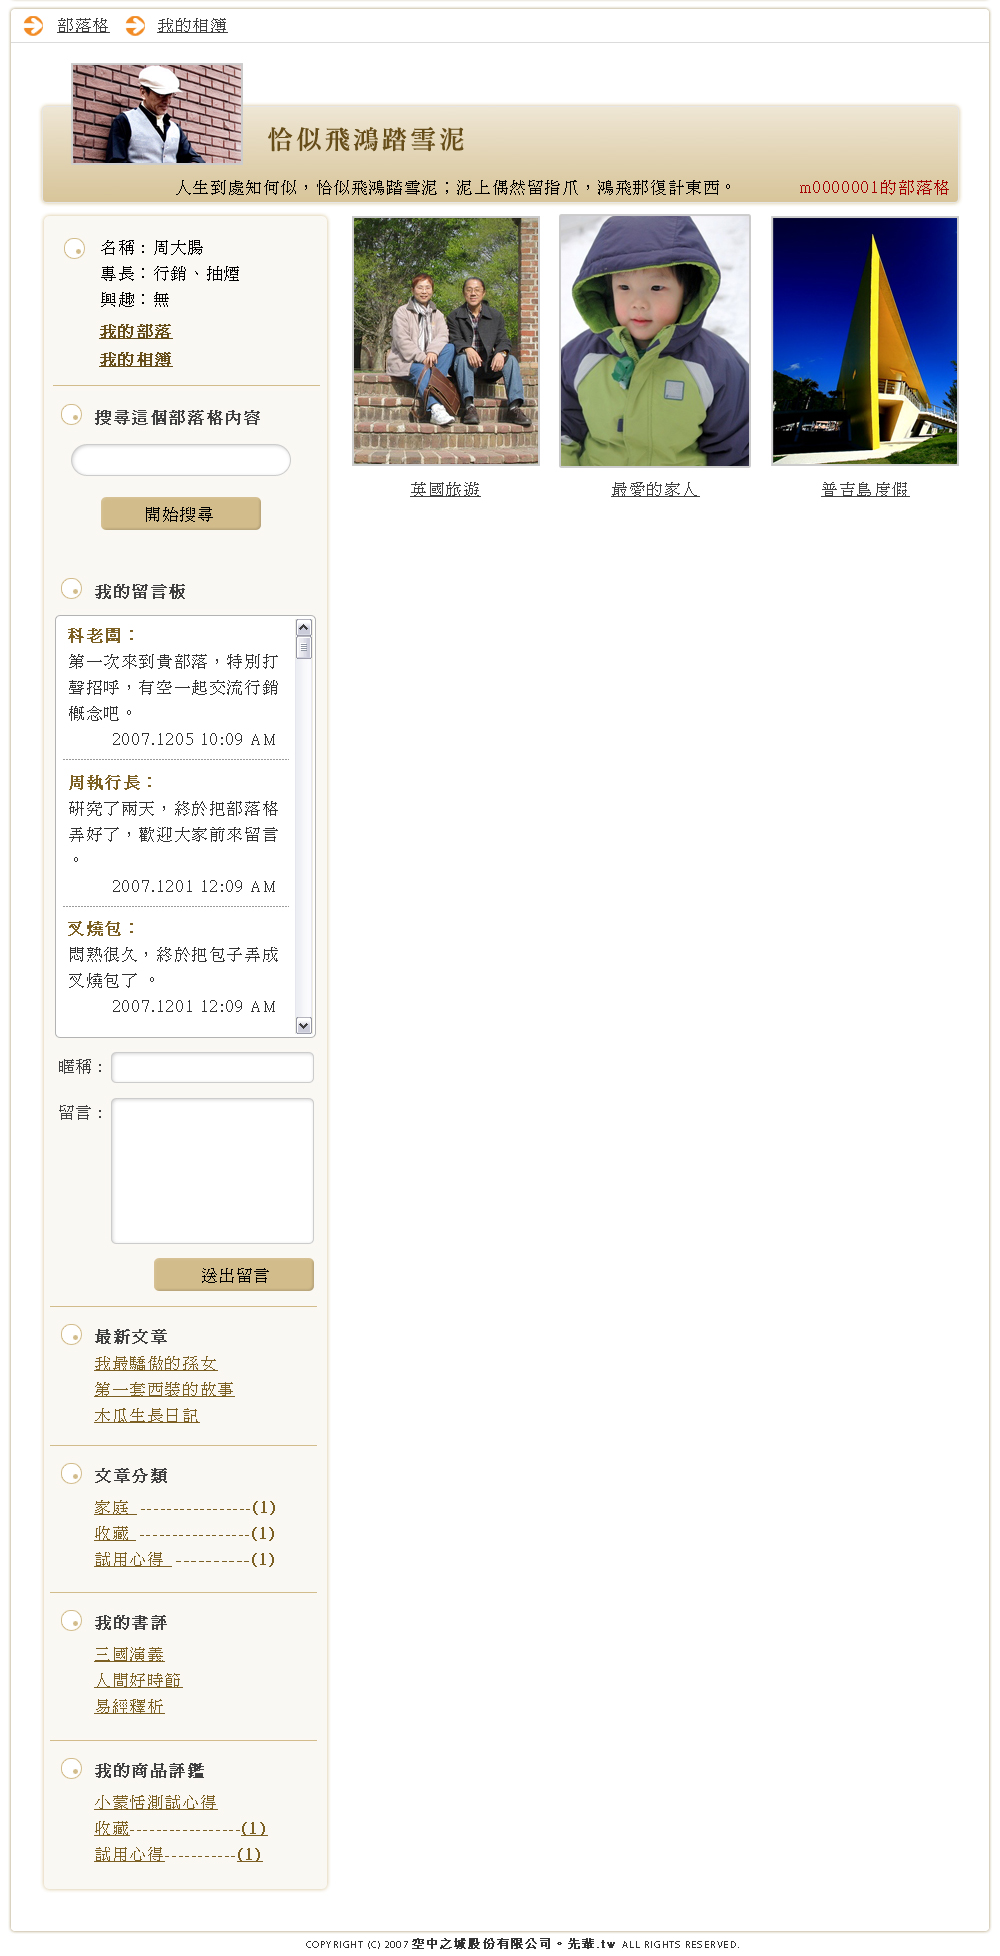 部落格 我的相簿
恰似飛鴻踏雪泥
人生到處知何似，恰似飛鴻踏雪泥；泥上偶然留指爪，鴻飛那復計東西。 m0000001的部落格
名稱：周大腸
專長：行銷、抽煙
興趣：無
我的部落
我的相簿
英國旅遊 最愛的家人 普吉島度假
搜尋這個部落格內容
開始搜尋
我的留言板
科老闆：
第一次來到貴部落，特別打
聲招呼，有空一起交流行銷
概念吧。
2007.1205 10:09 AM
周執行長：
研究了兩天，終於把部落格
弄好了，歡迎大家前來留言
。
2007.1201 12:09 AM
叉燒包：
悶熟很久，終於把包子弄成
叉燒包了 。
2007.1201 12:09 AM
暱稱：
留言：
送出留言
最新文章
我最驕傲的孫女
第一套西裝的故事
木瓜生長日記
文章分類
家庭 -----------------(1)
收藏 -----------------(1)
試用心得 -----------(1)
我的書評
三國演義
人間好時節
易經釋析
我的商品評鑑
小蒙恬測試心得
收藏-----------------(1)
試用心得-----------(1)
COPYRIGHT (C) 2007 空中之城股份有限公司。先輩.tw ALL RIGHTS RESERVED.